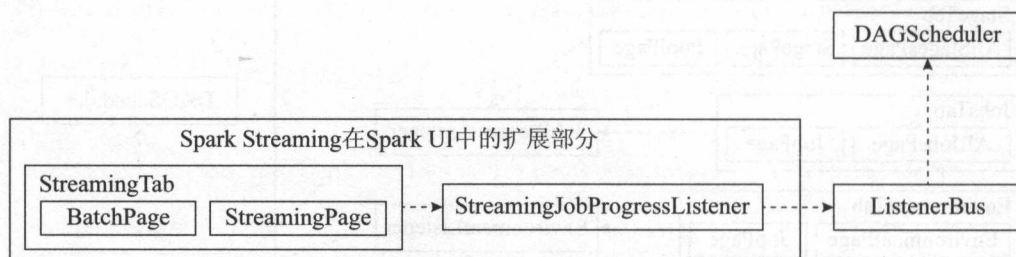 DAGScheduler
Spark Streaming在Spark UI中的扩展部分
StreamingTab
BatchPage
StreamingPage
StreamingJobProgressListener
ListenerBus